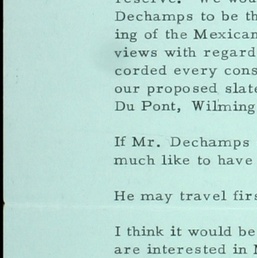 reserve. We wou
Dechamps to be th
ing of the Mexican
views with regard
corded every cons
our proposed slate
Du Pont, Wilming
If Mr. Dechamps
much like to have
He may travel firs
I think it would be
are interested in M